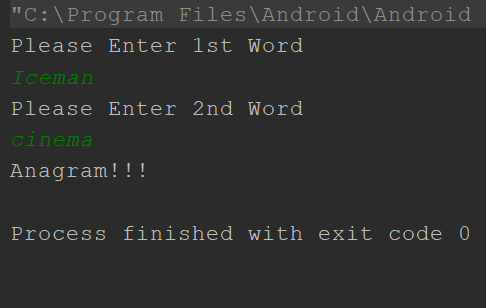 "C:\Program Files\Android\Android
Please Enter 1st Word
Iceman
Please Enter 2nd Word
cinema
Anagram!!!
Process finished with exit code 0